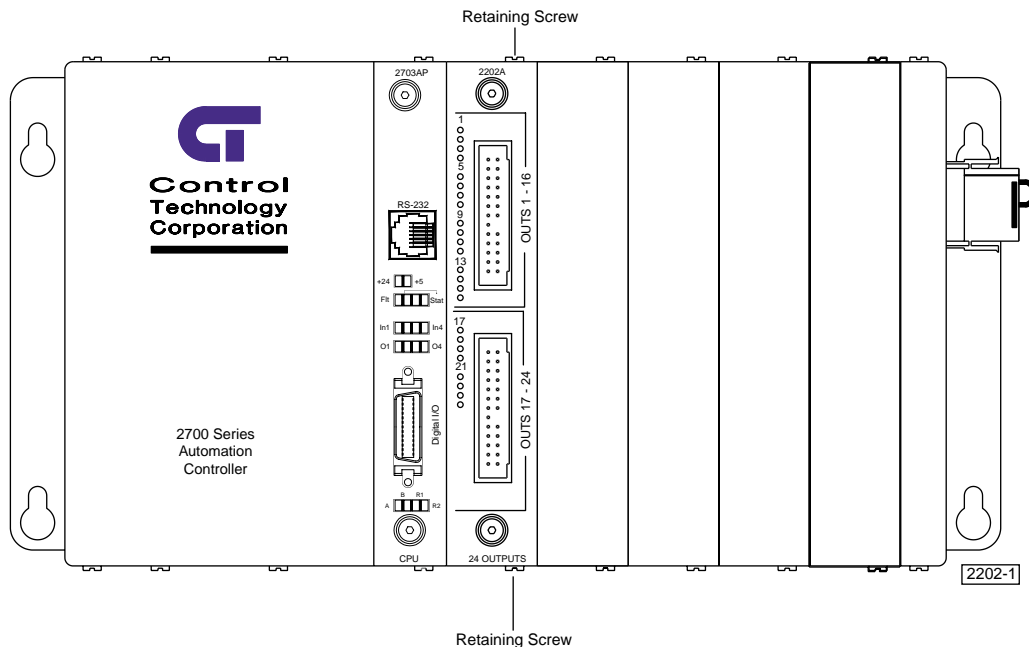 Retaining Screw
2703AP
2202A
CT
Control
Technology
Corporation
2700 Series
Automation
Controller
RS-232
+24 +5
Flt Stat
In1 In4
O1 O4
Digital I/O
B R1
A R2
CPU
1
5
9
13
OUTS 1 - 16
17
21
OUTS 17 - 24
24 OUTPUTS
2202-1
Retaining Screw